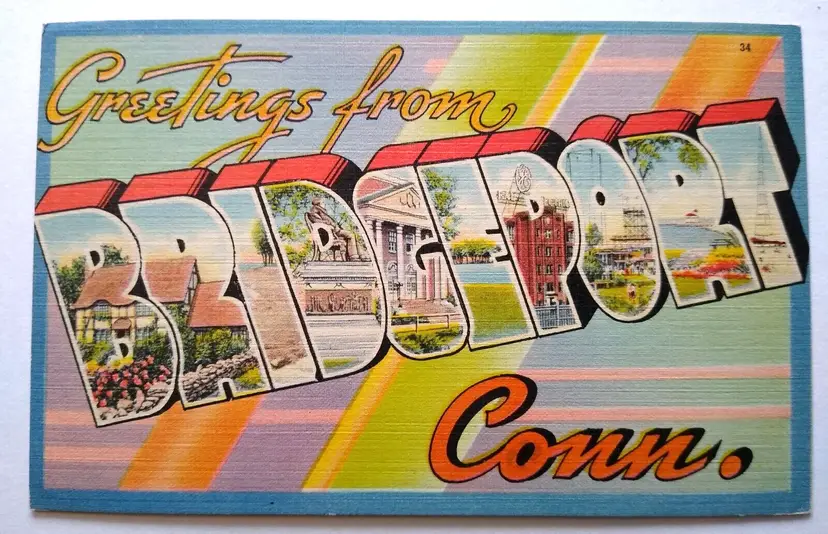 34
Greetings from
BRIDGEPORT
Conn.